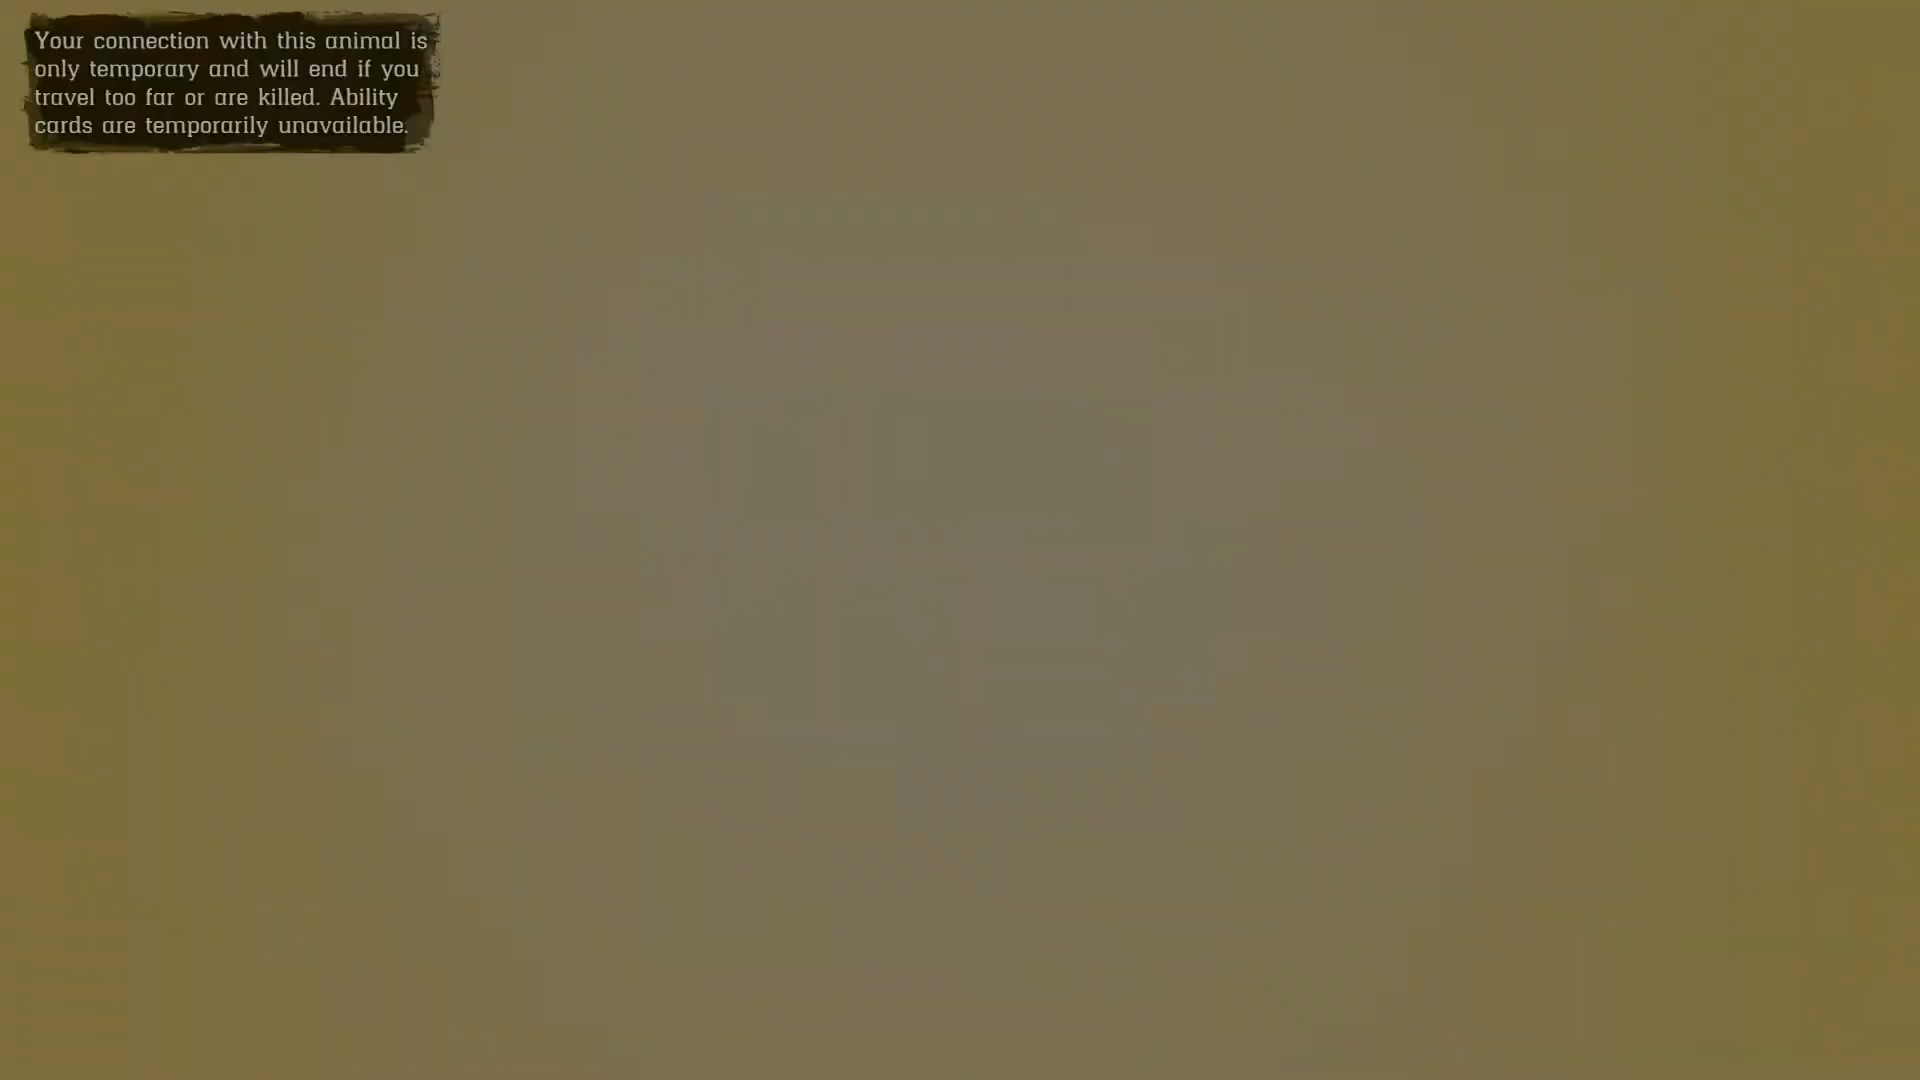 Your connection with this animal is
only temporary and will end if you
travel too far or are killed. Ability
cards are temporarily unavailable.